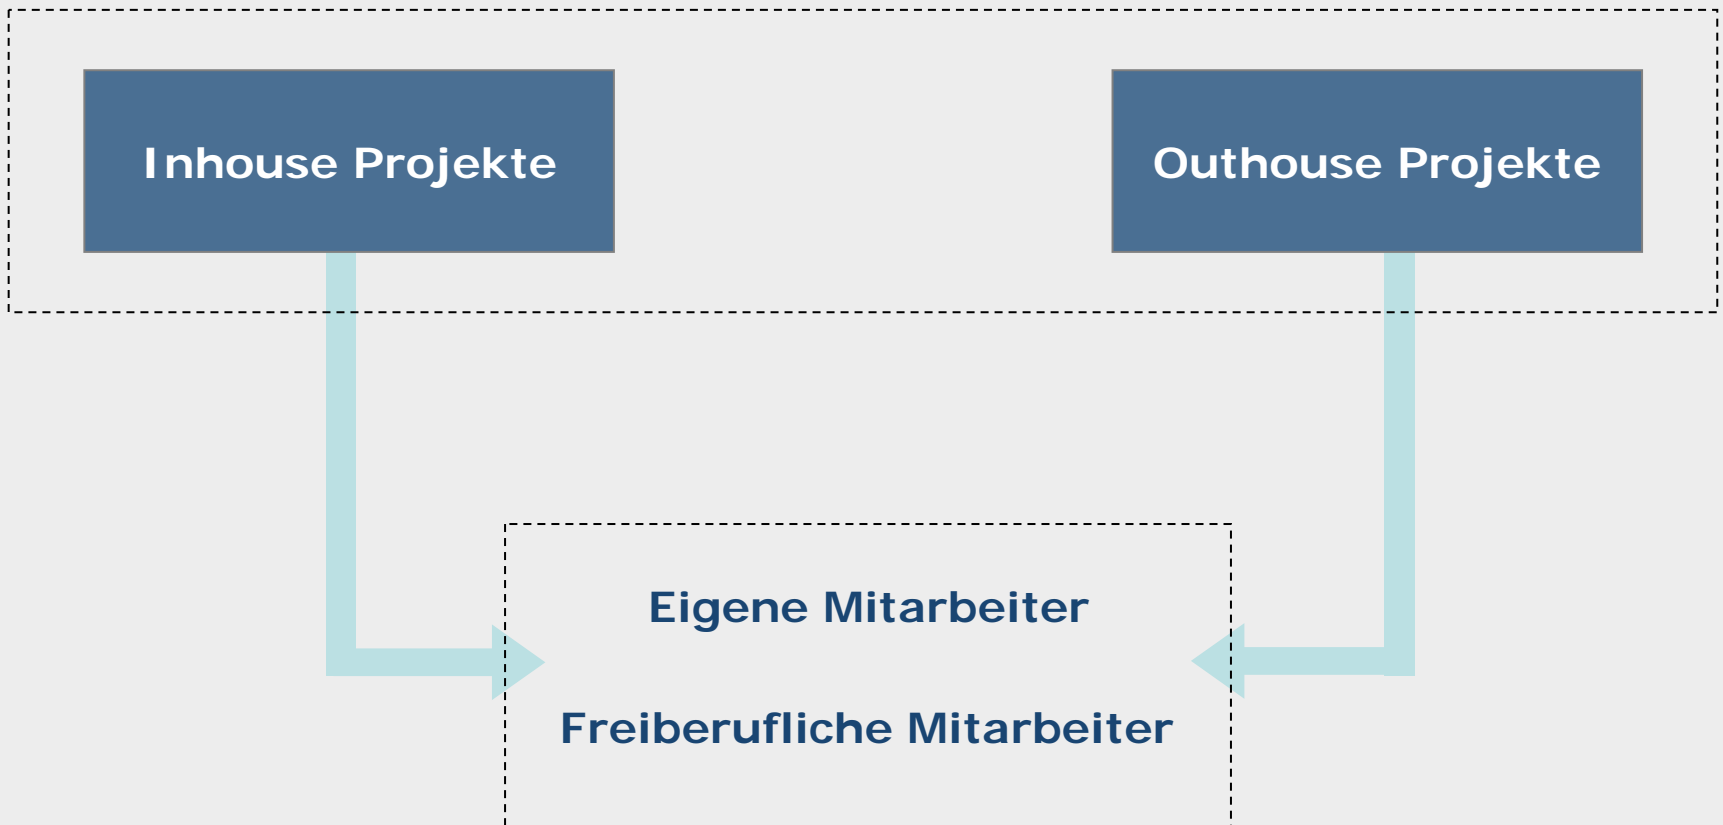 Inhouse Projekte
Outhouse Projekte
Eigene Mitarbeiter
Freiberufliche Mitarbeiter